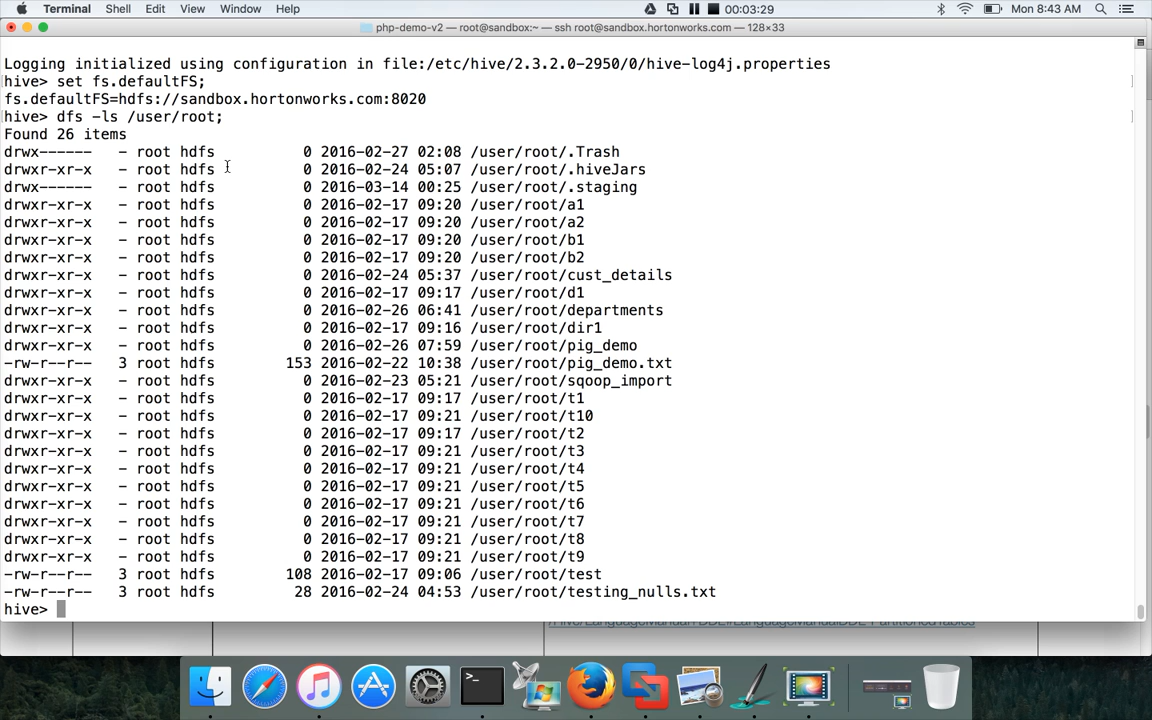 Terminal Shell Edit View Window Help 00:03:29 Mon 8:43 AM
php-demo-v2 — root@sandbox:~ — ssh root@sandbox.hortonworks.com — 128×33
Logging initialized using configuration in file:/etc/hive/2.3.2.0-2950/0/hive-log4j.properties
hive> set fs.defaultFS;
fs.defaultFS=hdfs://sandbox.hortonworks.com:8020
hive> dfs -ls /user/root;
Found 26 items
drwx------ - root hdfs 0 2016-02-27 02:08 /user/root/.Trash
drwxr-xr-x - root hdfs 0 2016-02-24 05:07 /user/root/.hiveJars
drwx------ - root hdfs 0 2016-03-14 00:25 /user/root/.staging
drwxr-xr-x - root hdfs 0 2016-02-17 09:20 /user/root/a1
drwxr-xr-x - root hdfs 0 2016-02-17 09:20 /user/root/a2
drwxr-xr-x - root hdfs 0 2016-02-17 09:20 /user/root/b1
drwxr-xr-x - root hdfs 0 2016-02-17 09:20 /user/root/b2
drwxr-xr-x - root hdfs 0 2016-02-24 05:37 /user/root/cust_details
drwxr-xr-x - root hdfs 0 2016-02-17 09:17 /user/root/d1
drwxr-xr-x - root hdfs 0 2016-02-26 06:41 /user/root/departments
drwxr-xr-x - root hdfs 0 2016-02-17 09:16 /user/root/dir1
drwxr-xr-x - root hdfs 0 2016-02-26 07:59 /user/root/pig_demo
-rw-r--r-- 3 root hdfs 153 2016-02-22 10:38 /user/root/pig_demo.txt
drwxr-xr-x - root hdfs 0 2016-02-23 05:21 /user/root/sqoop_import
drwxr-xr-x - root hdfs 0 2016-02-17 09:17 /user/root/t1
drwxr-xr-x - root hdfs 0 2016-02-17 09:21 /user/root/t10
drwxr-xr-x - root hdfs 0 2016-02-17 09:17 /user/root/t2
drwxr-xr-x - root hdfs 0 2016-02-17 09:21 /user/root/t3
drwxr-xr-x - root hdfs 0 2016-02-17 09:21 /user/root/t4
drwxr-xr-x - root hdfs 0 2016-02-17 09:21 /user/root/t5
drwxr-xr-x - root hdfs 0 2016-02-17 09:21 /user/root/t6
drwxr-xr-x - root hdfs 0 2016-02-17 09:21 /user/root/t7
drwxr-xr-x - root hdfs 0 2016-02-17 09:21 /user/root/t8
drwxr-xr-x - root hdfs 0 2016-02-17 09:21 /user/root/t9
-rw-r--r-- 3 root hdfs 108 2016-02-17 09:06 /user/root/test
-rw-r--r-- 3 root hdfs 28 2016-02-24 04:53 /user/root/testing_nulls.txt
hive>